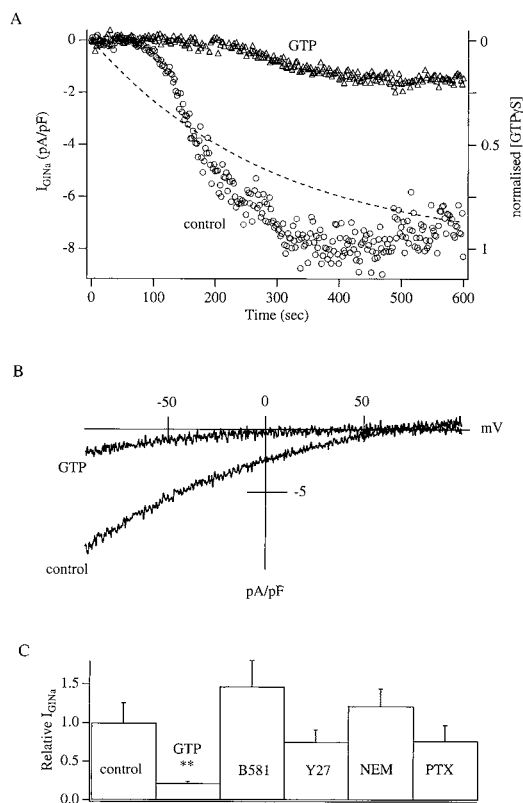 A
0
-2
-4
-6
-8
I_GINa (pA/pF)
GTP
control
0
0.5
1
normalised [GTPγS]
0 100 200 300 400 500 600
Time (sec)
B
-50 0 50
mV
GTP
-5
control
pA/pF
C
1.5
1.0
0.5
0.0
Relative I_GINa
control
GTP
**
B581
Y27
NEM
PTX